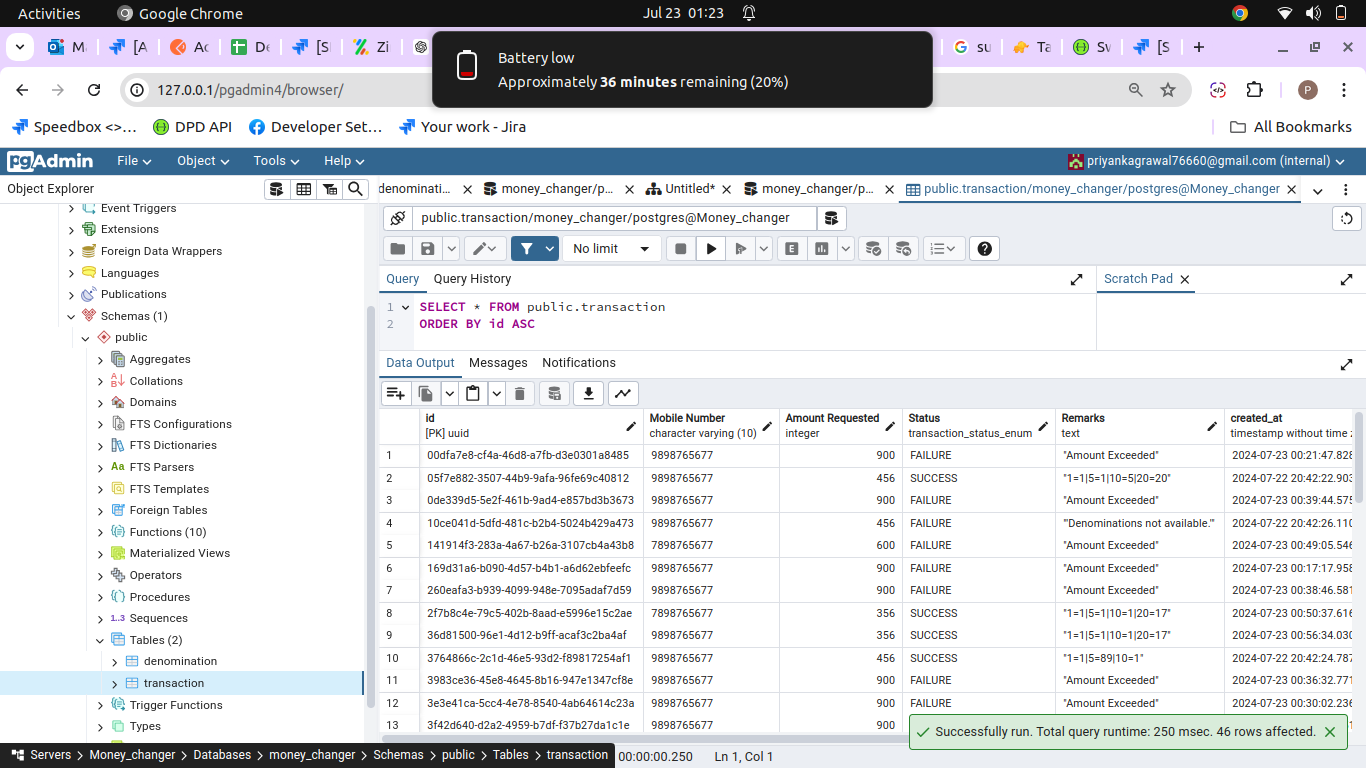 Activities
Google Chrome
Jul 23 01:23
M
[A
Ac
De
[S
Zi
G su
Ta
Sw
[S
Battery low
Approximately 36 minutes remaining (20%)
127.0.0.1/pgadmin4/browser/
P
Speedbox <>...
DPD API
Developer Set...
Your work - Jira
All Bookmarks
pgAdmin
File
Object
Tools
Help
priyankagrawal76660@gmail.com (internal)
Object Explorer
denominati...
money_changer/p...
Untitled*
money_changer/p...
public.transaction/money_changer/postgres@Money_changer
Event Triggers
Extensions
Foreign Data Wrappers
Languages
Publications
Schemas (1)
public
Aggregates
Collations
Domains
FTS Configurations
FTS Dictionaries
Aa FTS Parsers
FTS Templates
Foreign Tables
Functions (10)
Materialized Views
Operators
Procedures
1..3 Sequences
Tables (2)
denomination
transaction
Trigger Functions
Types
public.transaction/money_changer/postgres@Money_changer
No limit
E
Query
Query History
Scratch Pad
1 SELECT * FROM public.transaction
2 ORDER BY id ASC
Data Output
Messages
Notifications
id Mobile Number Amount Requested Status Remarks created_at
[PK] uuid character varying (10) integer transaction_status_enum text timestamp without time z
1 00dfa7e8-cf4a-46d8-a7fb-d3e0301a8485 9898765677 900 FAILURE "Amount Exceeded" 2024-07-23 00:21:47.828
2 05f7e882-3507-44b9-9afa-96fe69c40812 9898765677 456 SUCCESS "1=1|5=1|10=5|20=20" 2024-07-22 20:42:22.903
3 0de339d5-5e2f-461b-9ad4-e857bd3b3673 9898765677 900 FAILURE "Amount Exceeded" 2024-07-23 00:39:44.575
4 10ce041d-5dfd-481c-b2b4-5024b429a473 9898765677 456 FAILURE "'Denominations not available.'" 2024-07-22 20:42:26.110
5 141914f3-283a-4a67-b26a-3107cb4a43b8 7898765677 600 FAILURE "Amount Exceeded" 2024-07-23 00:49:05.546
6 169d31a6-b090-4d57-b4b1-a6d62ebfeefc 9898765677 900 FAILURE "Amount Exceeded" 2024-07-23 00:17:17.958
7 260eafa3-b939-4099-948e-7095adaf7d59 9898765677 900 FAILURE "Amount Exceeded" 2024-07-23 00:38:46.581
8 2f7b8c4e-79c5-402b-8aad-e5996e15c2ae 7898765677 356 SUCCESS "1=1|5=1|10=1|20=17" 2024-07-23 00:50:37.616
9 36d81500-96e1-4d12-b9ff-acaf3c2ba4af 9898765677 356 SUCCESS "1=1|5=1|10=1|20=17" 2024-07-23 00:56:34.030
10 3764866c-2c1d-46e5-93d2-f89817254af1 9898765677 456 SUCCESS "1=1|5=89|10=1" 2024-07-22 20:42:24.787
11 3983ce36-45e8-4645-8b16-947e1347cf8e 9898765677 900 FAILURE "Amount Exceeded" 2024-07-23 00:36:32.771
12 3e3e41ca-5cc4-4e78-8540-4ab64614c23a 9898765677 900 FAILURE "Amount Exceeded" 2024-07-23 00:30:02.236
13 3f42d640-d2a2-4959-b7df-f37b27da1c1e 9898765677 900
Successfully run. Total query runtime: 250 msec. 46 rows affected.
Servers > Money_changer > Databases > money_changer > Schemas > public > Tables > transaction
00:00:00.250
Ln 1, Col 1